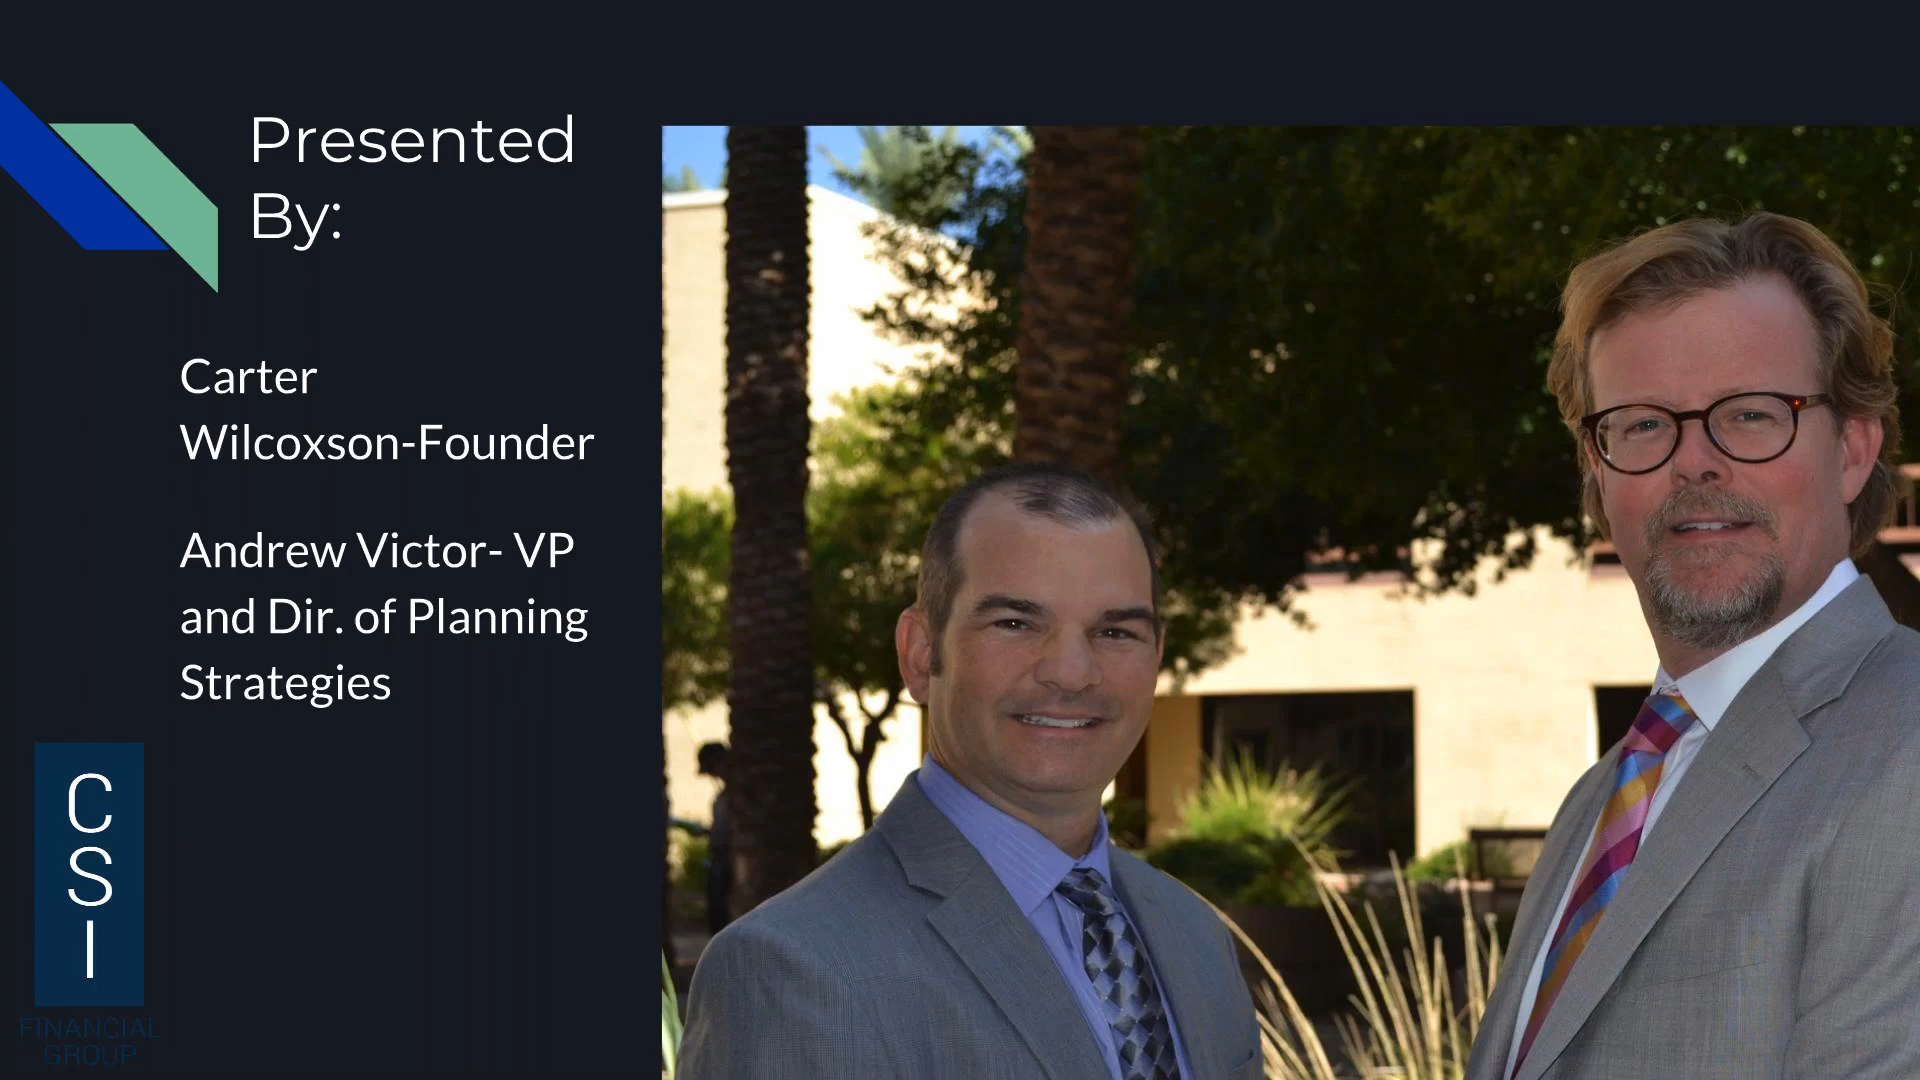 Presented
By:
Carter
Wilcoxson-Founder
Andrew Victor- VP
and Dir. of Planning
Strategies
C
S
I
FINANCIAL
GROUP